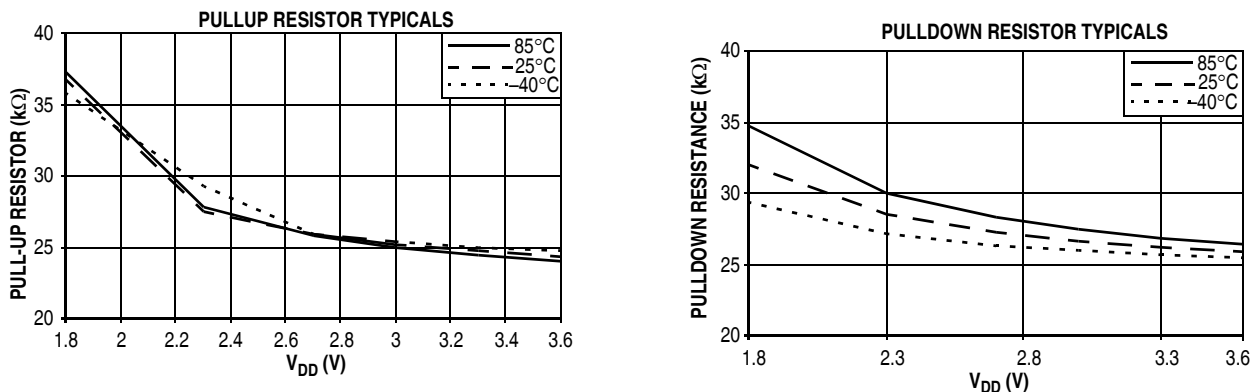 PULLUP RESISTOR TYPICALS
PULL-UP RESISTOR (kΩ)
40
35
30
25
20
85°C
25°C
–40°C
1.8 2 2.2 2.4 2.6 2.8 3 3.2 3.4 3.6
VDD (V)
PULLDOWN RESISTOR TYPICALS
PULLDOWN RESISTANCE (kΩ)
40
35
30
25
20
85°C
25°C
–40°C
1.8 2.3 2.8 3.3 3.6
VDD (V)